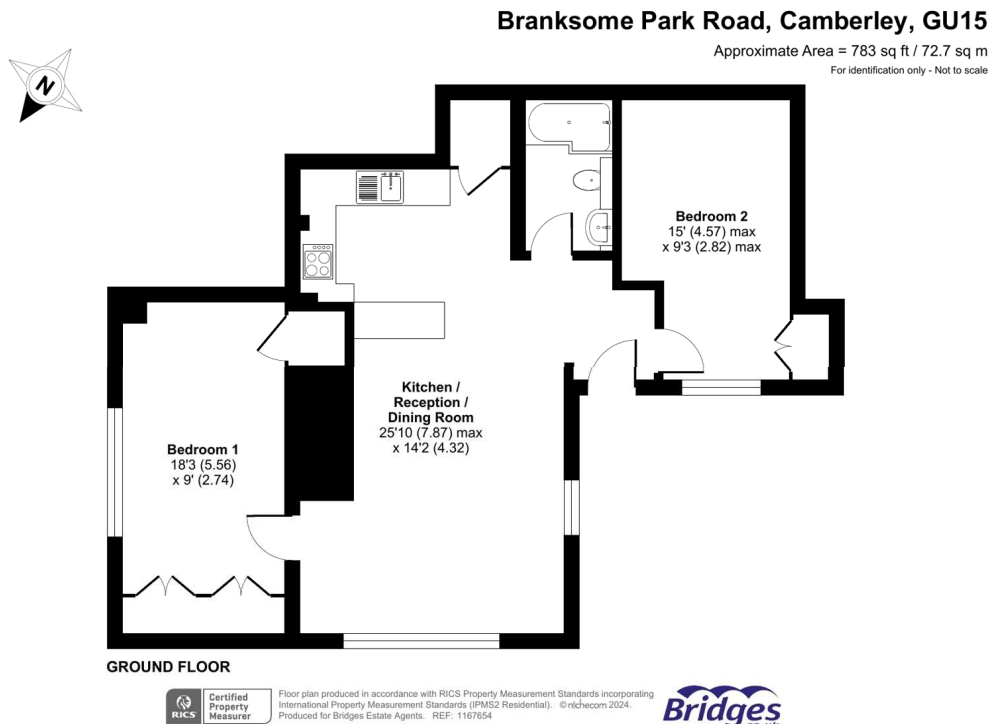 Branksome Park Road, Camberley, GU15
Approximate Area = 783 sq ft / 72.7 sq m
For identification only - Not to scale
N
Bedroom 2
15' (4.57) max
x 9'3 (2.82) max
Kitchen /
Reception /
Dining Room
25'10 (7.87) max
x 14'2 (4.32)
Bedroom 1
18'3 (5.56)
x 9' (2.74)
GROUND FLOOR
RICS
Certified
Property
Measurer
Floor plan produced in accordance with RICS Property Measurement Standards incorporating
International Property Measurement Standards (IPMS2 Residential). © nichecom 2024.
Produced for Bridges Estate Agents. REF: 1167654
Bridges